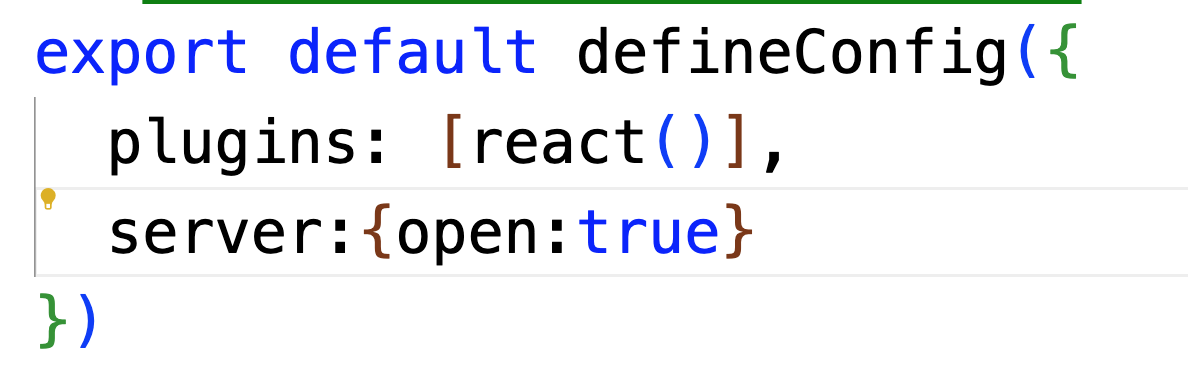 export default defineConfig({
  plugins: [react()],
  server:{open:true}
})